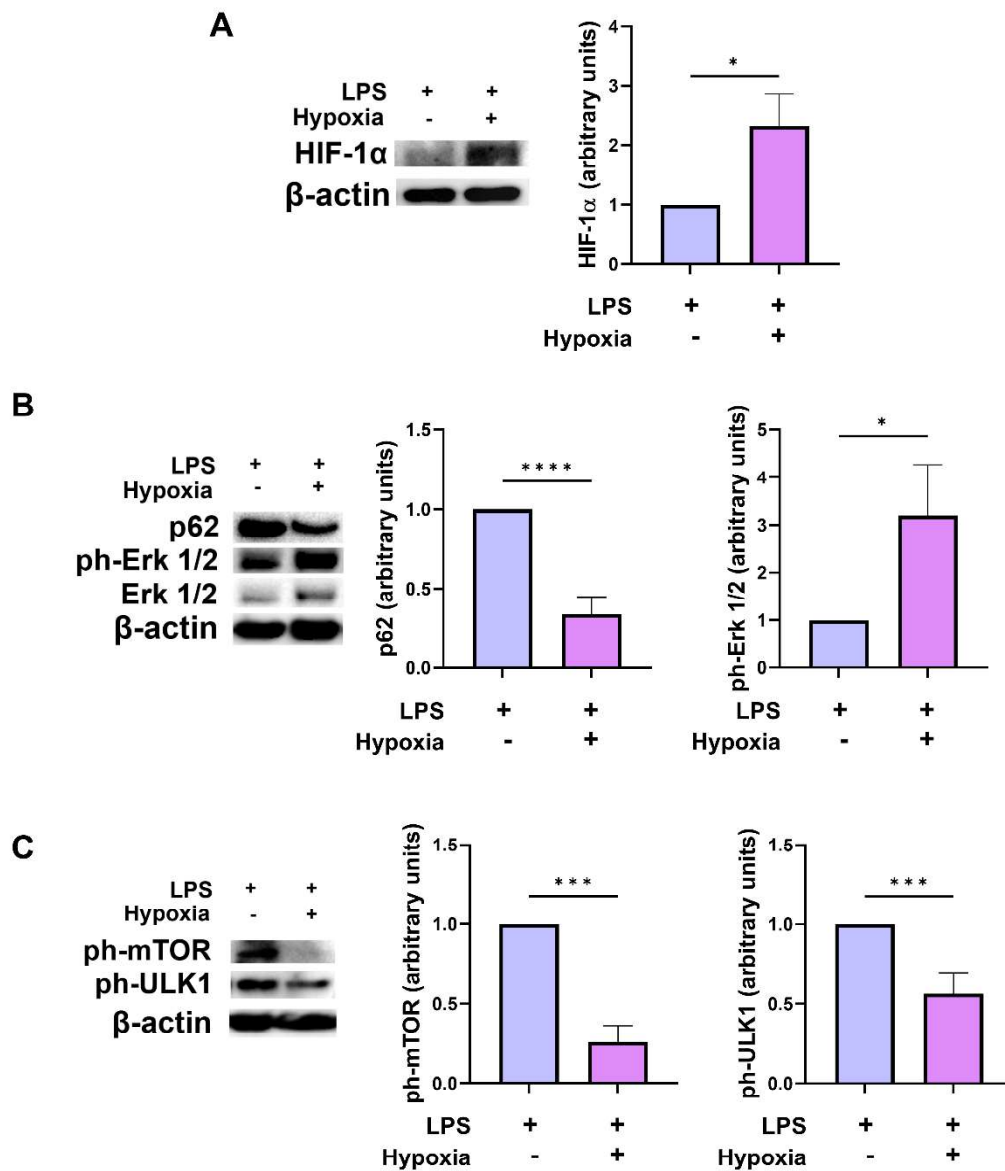 A
LPS + +
Hypoxia - +
HIF-1α
β-actin
HIF-1α (arbitrary units)
4
3
2
1
0
*
LPS + +
Hypoxia - +
B
LPS + +
Hypoxia - +
p62
ph-Erk 1/2
Erk 1/2
β-actin
p62 (arbitrary units)
1.5
1.0
0.5
0.0
****
LPS + +
Hypoxia - +
ph-Erk 1/2 (arbitrary units)
5
4
3
2
1
0
*
LPS + +
Hypoxia - +
C
LPS + +
Hypoxia - +
ph-mTOR
ph-ULK1
β-actin
ph-mTOR (arbitrary units)
1.5
1.0
0.5
0.0
***
LPS + +
Hypoxia - +
ph-ULK1 (arbitrary units)
1.5
1.0
0.5
0.0
***
LPS + +
Hypoxia - +